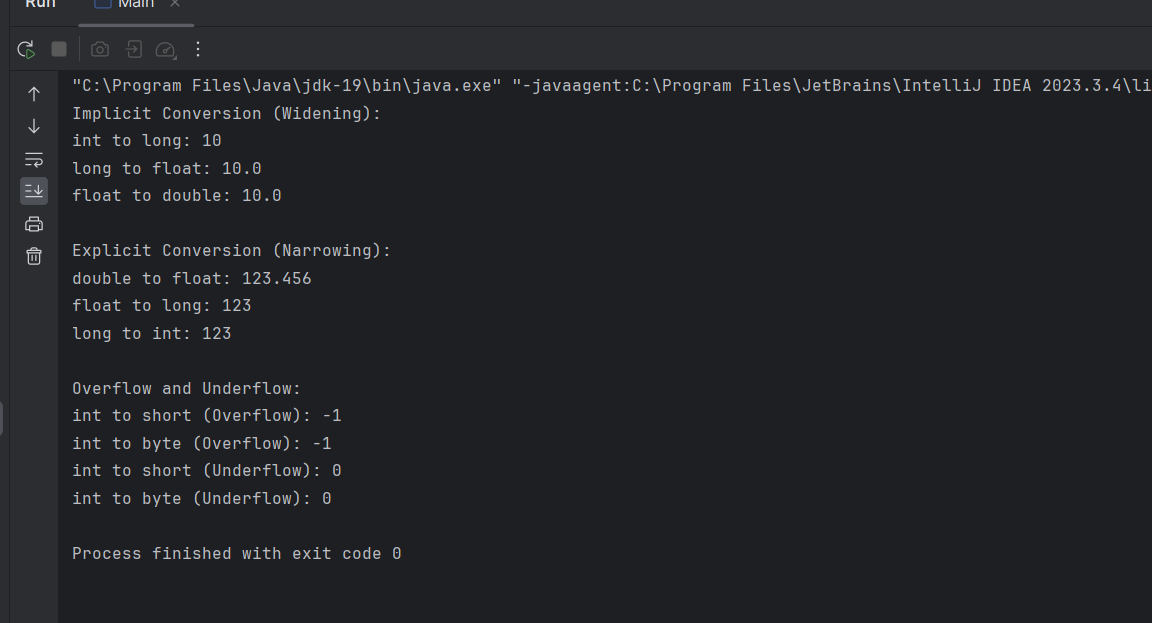 Run Main
"C:\Program Files\Java\jdk-19\bin\java.exe" "-javaagent:C:\Program Files\JetBrains\IntelliJ IDEA 2023.3.4\li
Implicit Conversion (Widening):
int to long: 10
long to float: 10.0
float to double: 10.0
Explicit Conversion (Narrowing):
double to float: 123.456
float to long: 123
long to int: 123
Overflow and Underflow:
int to short (Overflow): -1
int to byte (Overflow): -1
int to short (Underflow): 0
int to byte (Underflow): 0
Process finished with exit code 0